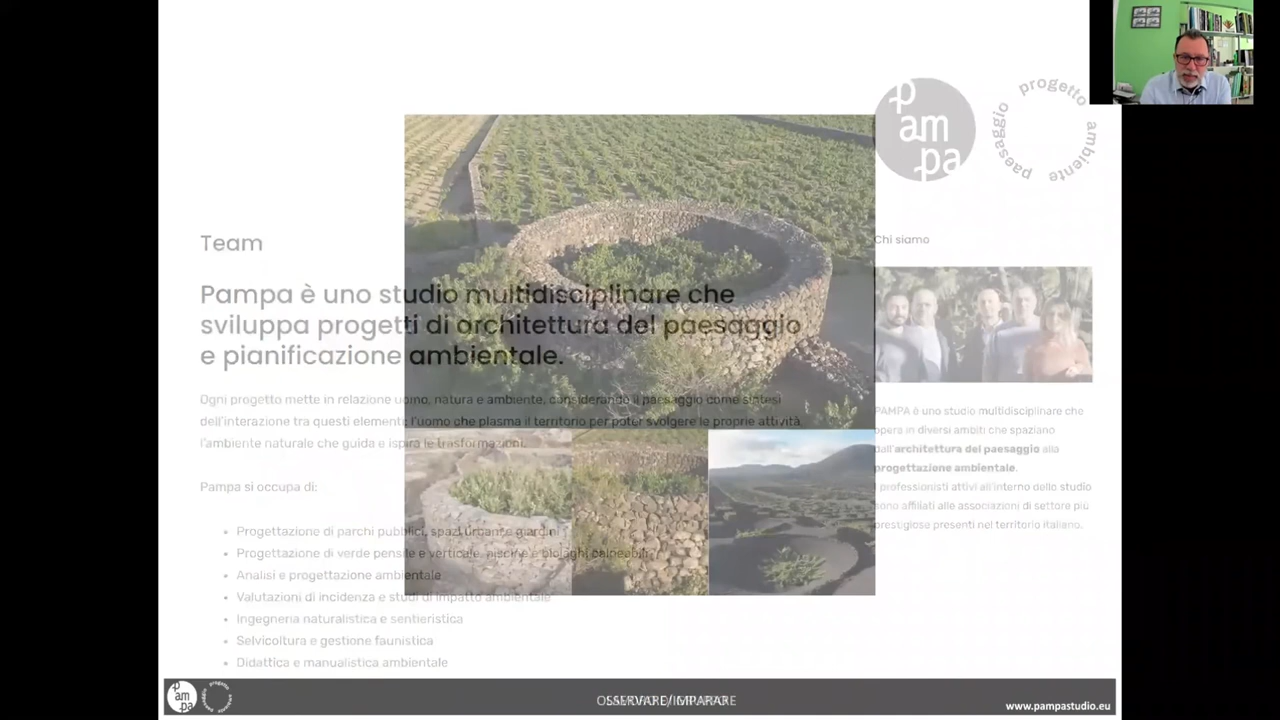 pampa
progetto ambiente paesaggio
Team
Pampa è uno studio multidisciplinare che
sviluppa progetti di architettura del paesaggio
e pianificazione ambientale.
Ogni progetto mette in relazione uomo, natura e ambiente, considerando il paesaggio come sintesi
dell'interazione tra questi elementi: l'uomo che plasma il territorio per poter svolgere le proprie attività,
l'ambiente naturale che guida e ispira le trasformazioni.
Pampa si occupa di:
• Progettazione di parchi pubblici, spazi urbani e giardini
• Progettazione di verde pensile e verticale, piscine e biolaghi balneabili
• Analisi e progettazione ambientale
• Valutazioni di incidenza e studi di impatto ambientale
• Ingegneria naturalistica e sentieristica
• Selvicoltura e gestione faunistica
• Didattica e manualistica ambientale
Chi siamo
PAMPA è uno studio multidisciplinare che
opera in diversi ambiti che spaziano
dall'architettura del paesaggio alla
progettazione ambientale.
I professionisti attivi all'interno dello studio
sono affiliati alle associazioni di settore più
prestigiose presenti nel territorio italiano.
pampa
progetto ambiente paesaggio
www.pampastudio.eu